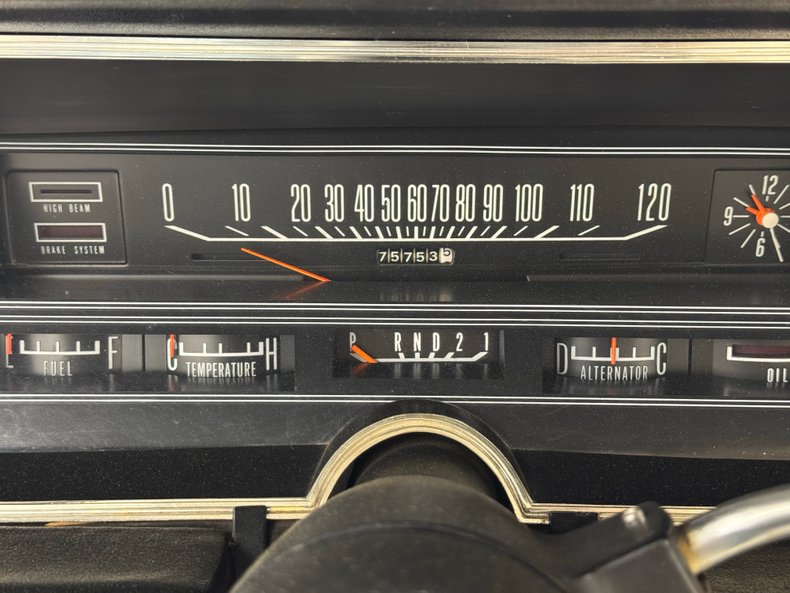 0 10 20 30 40 50 60 70 80 90 100 110 120
HIGH BEAM
BRAKE SYSTEM
757535
12
9
6
E F
FUEL
C H
TEMPERATURE
P R N D 2 1
D C
ALTERNATOR
OIL